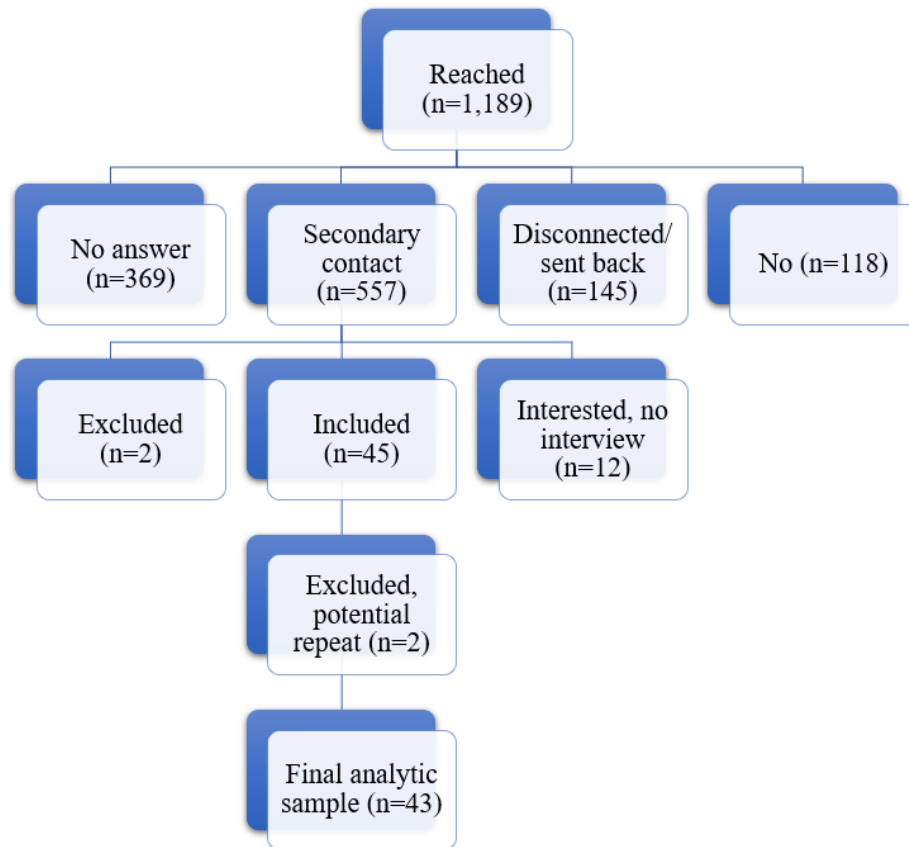 Reached
(n=1,189)
No answer
(n=369)
Secondary
contact
(n=557)
Disconnected/
sent back
(n=145)
No (n=118)
Excluded
(n=2)
Included
(n=45)
Interested, no
interview
(n=12)
Excluded,
potential
repeat (n=2)
Final analytic
sample (n=43)